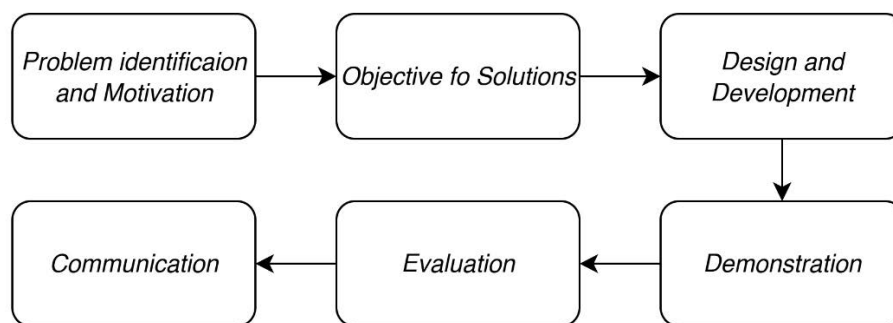 Problem identificaion
and Motivation
Objective fo Solutions
Design and
Development
Communication
Evaluation
Demonstration